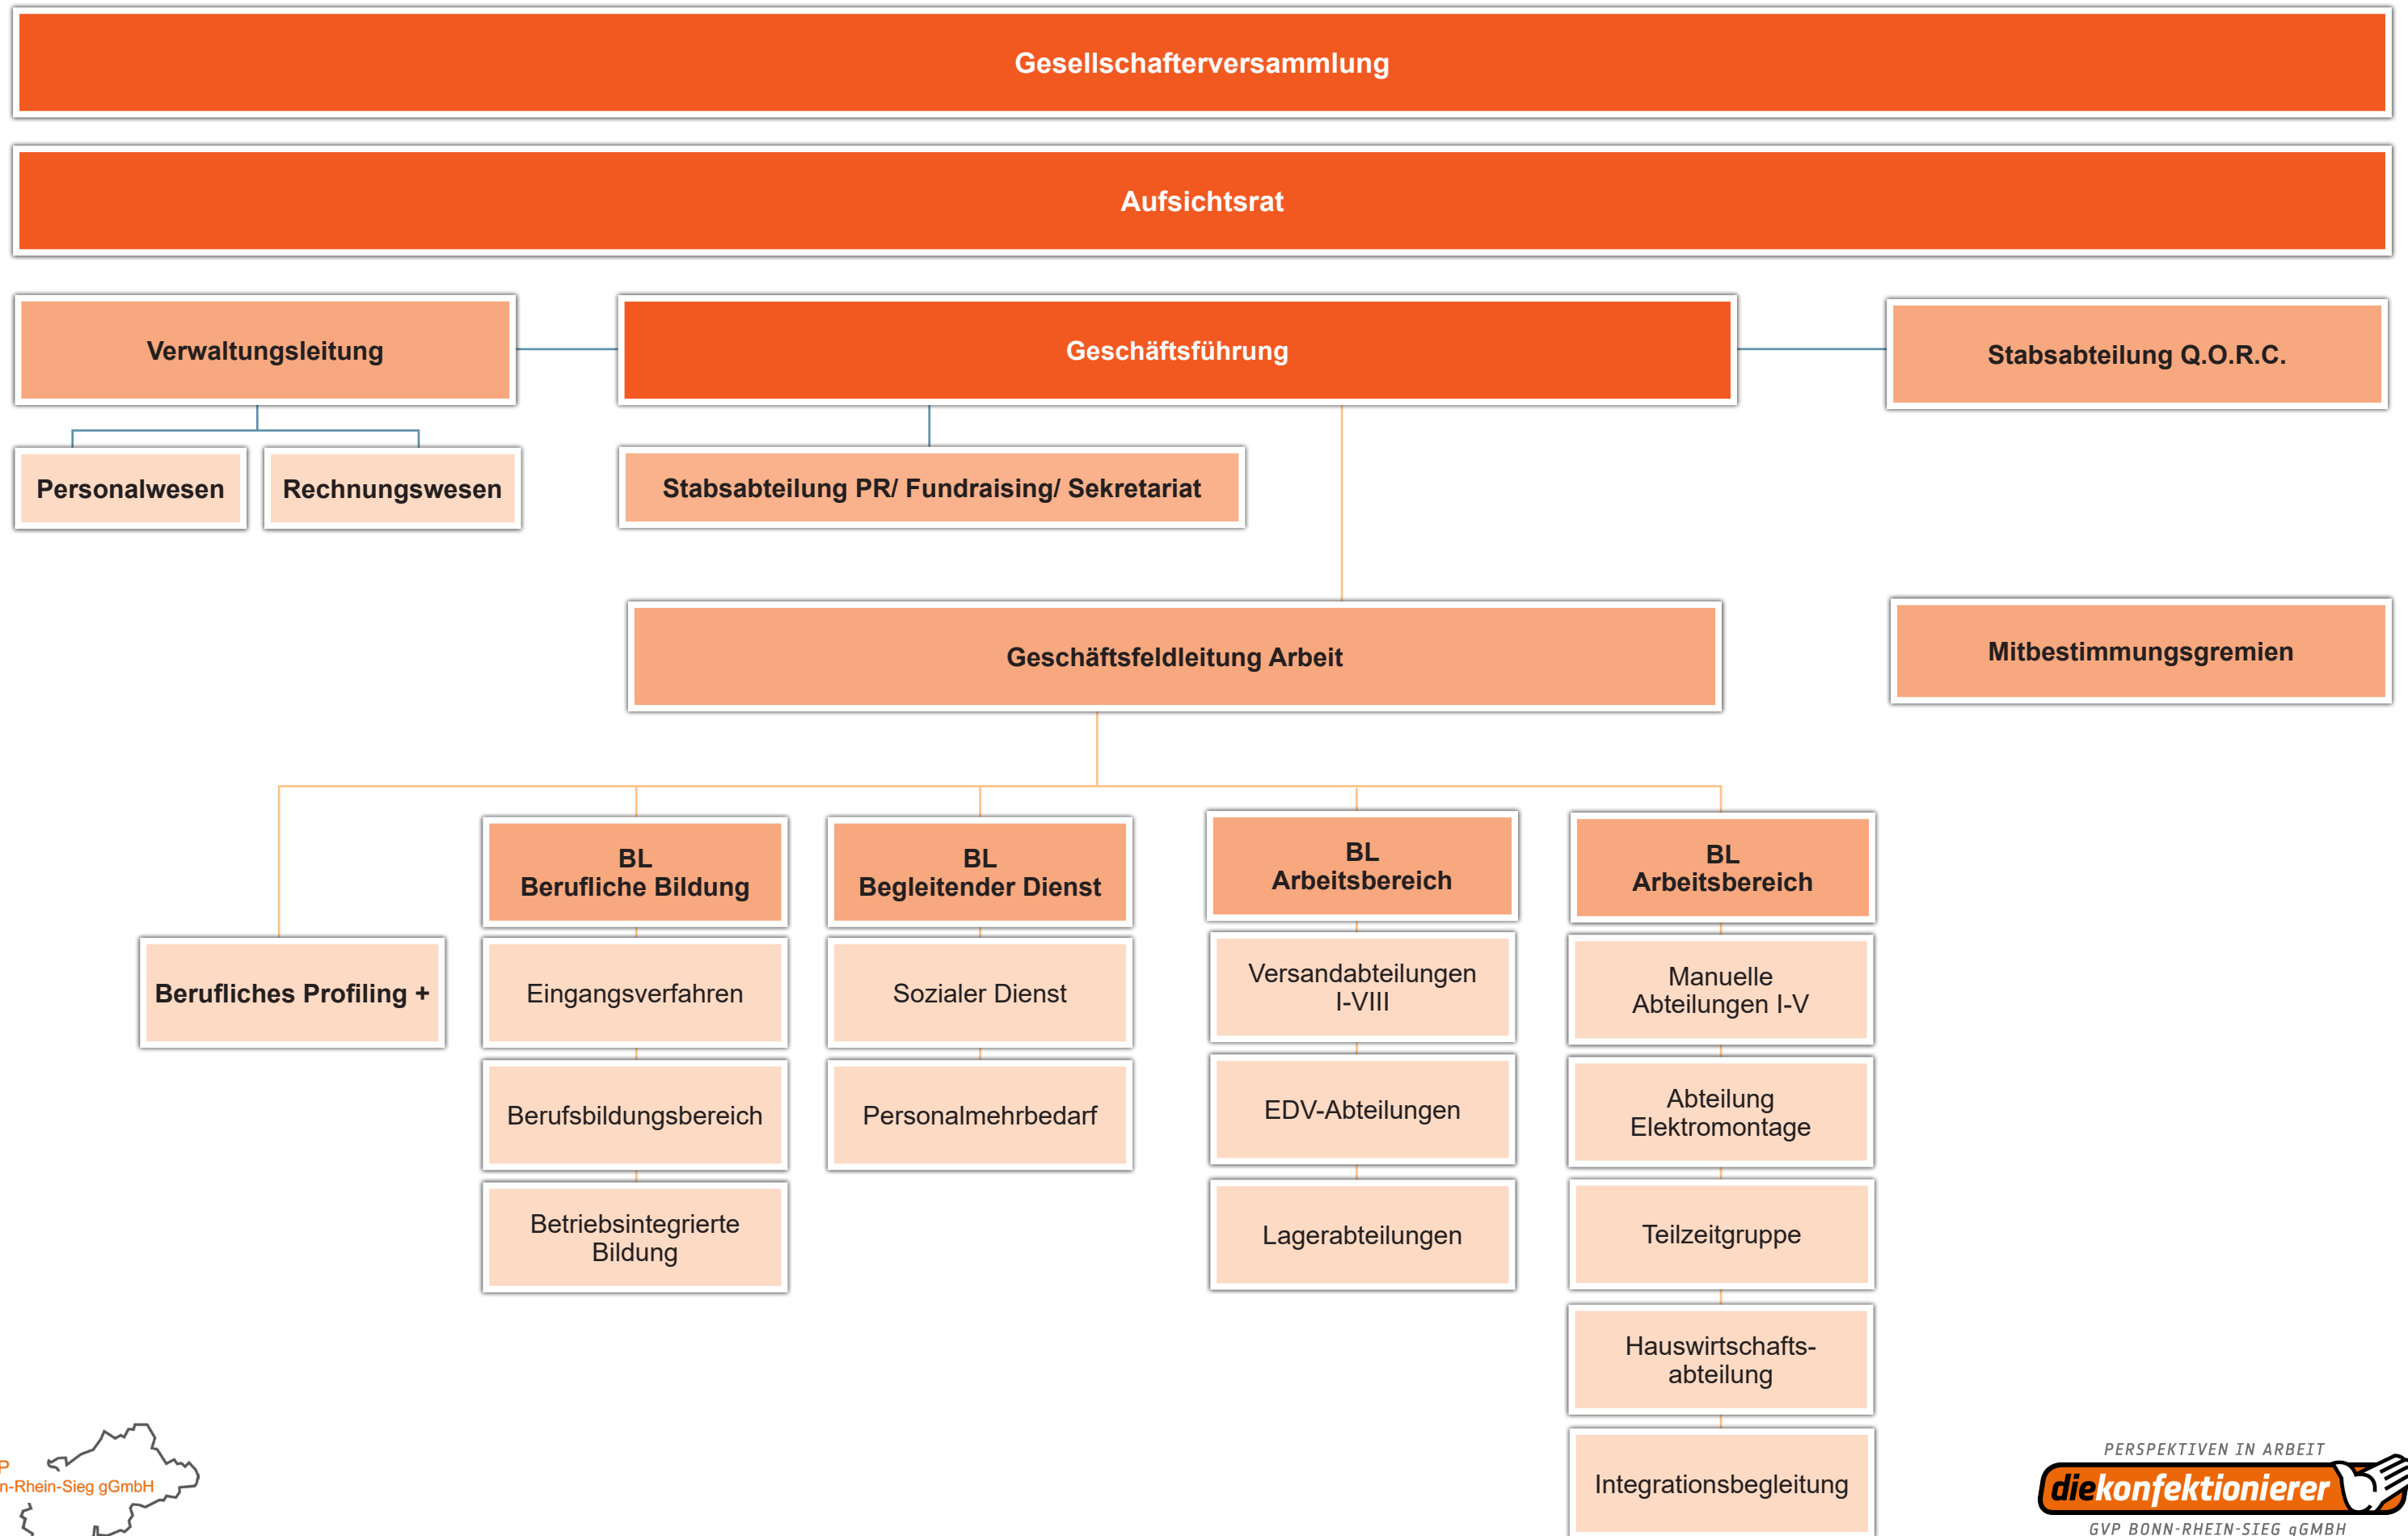 Gesellschafterversammlung
Aufsichtsrat
Verwaltungsleitung
Geschäftsführung
Stabsabteilung Q.O.R.C.
Personalwesen
Rechnungswesen
Stabsabteilung PR/ Fundraising/ Sekretariat
Geschäftsfeldleitung Arbeit
Mitbestimmungsgremien
Berufliches Profiling +
BL
Berufliche Bildung
Eingangsverfahren
Berufsbildungsbereich
Betriebsintegrierte
Bildung
BL
Begleitender Dienst
Sozialer Dienst
Personalmehrbedarf
BL
Arbeitsbereich
Versandabteilungen
I-VIII
EDV-Abteilungen
Lagerabteilungen
BL
Arbeitsbereich
Manuelle
Abteilungen I-V
Abteilung
Elektromontage
Teilzeitgruppe
Hauswirtschafts-
abteilung
Integrationsbegleitung
P
n-Rhein-Sieg gGmbH
PERSPEKTIVEN IN ARBEIT
diekonfektionierer
GVP BONN-RHEIN-SIEG gGMBH